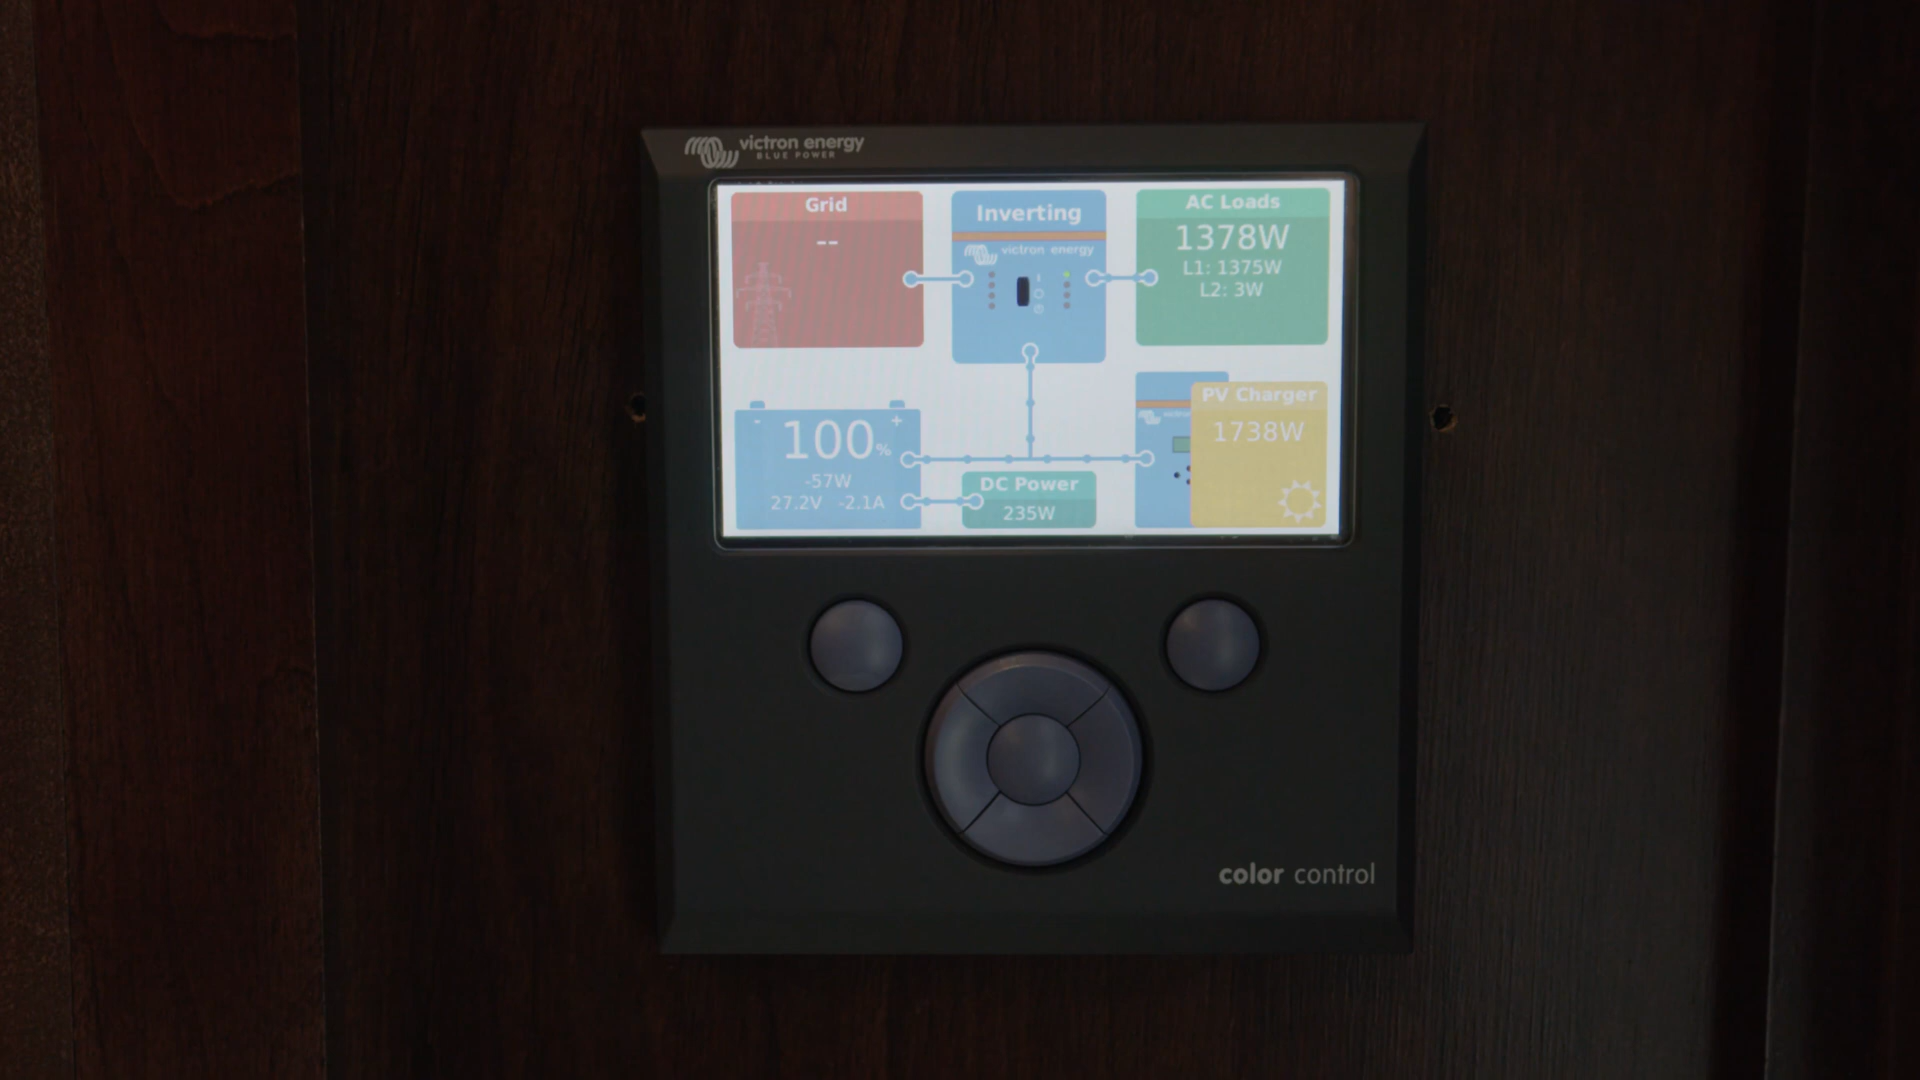 victron energy
BLUE POWER
Grid
--
Inverting
victron energy
AC Loads
1378W
L1: 1375W
L2: 3W
- +
100%
-57W
27.2V -2.1A
DC Power
235W
PV Charger
1738W
color control